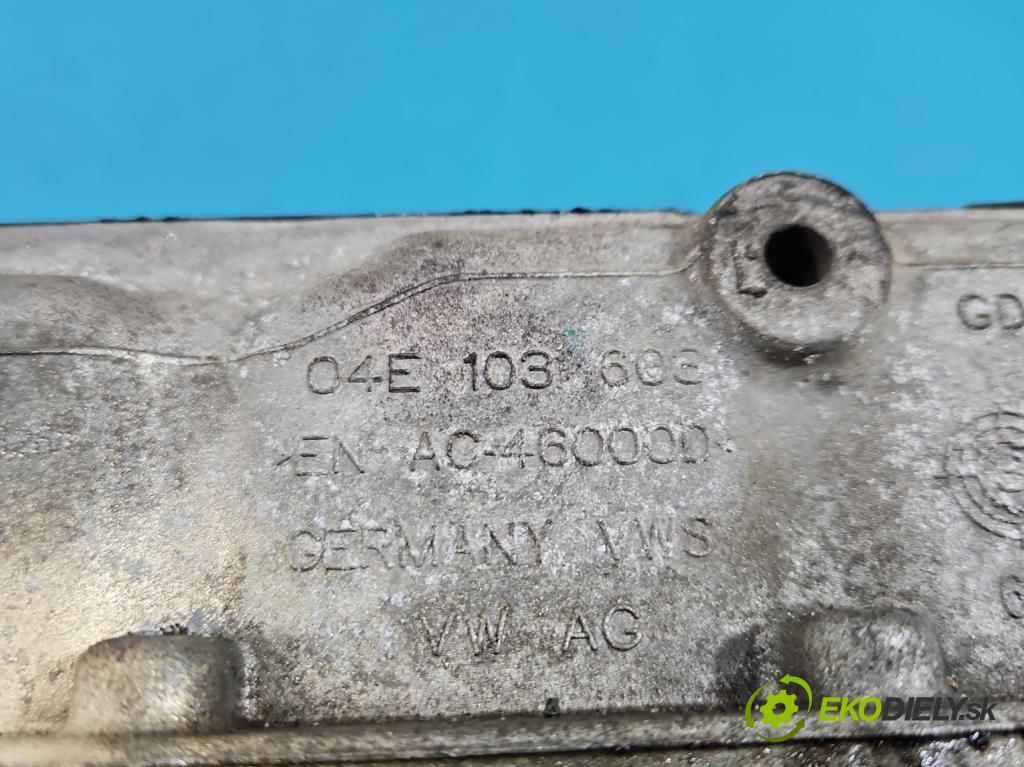 GD
04E 103 603
>EN AC-46000D
GERMANY VWS
VW AG
EKODIELY.SK